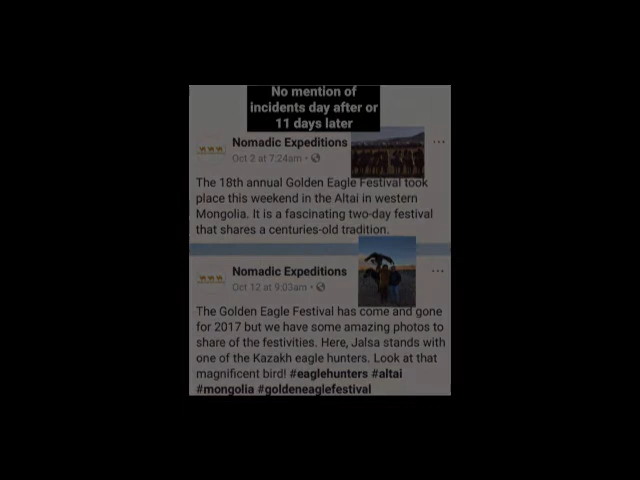 No mention of
incidents day after or
11 days later
Nomadic Expeditions
Oct 2 at 7:24am •
The 18th annual Golden Eagle Festival took
place this weekend in the Altai in western
Mongolia. It is a fascinating two-day festival
that shares a centuries-old tradition.
Nomadic Expeditions
Oct 12 at 9:03am •
The Golden Eagle Festival has come and gone
for 2017 but we have some amazing photos to
share of the festivities. Here, Jalsa stands with
one of the Kazakh eagle hunters. Look at that
magnificent bird! #eaglehunters #altai
#mongolia #goldeneaglefestival